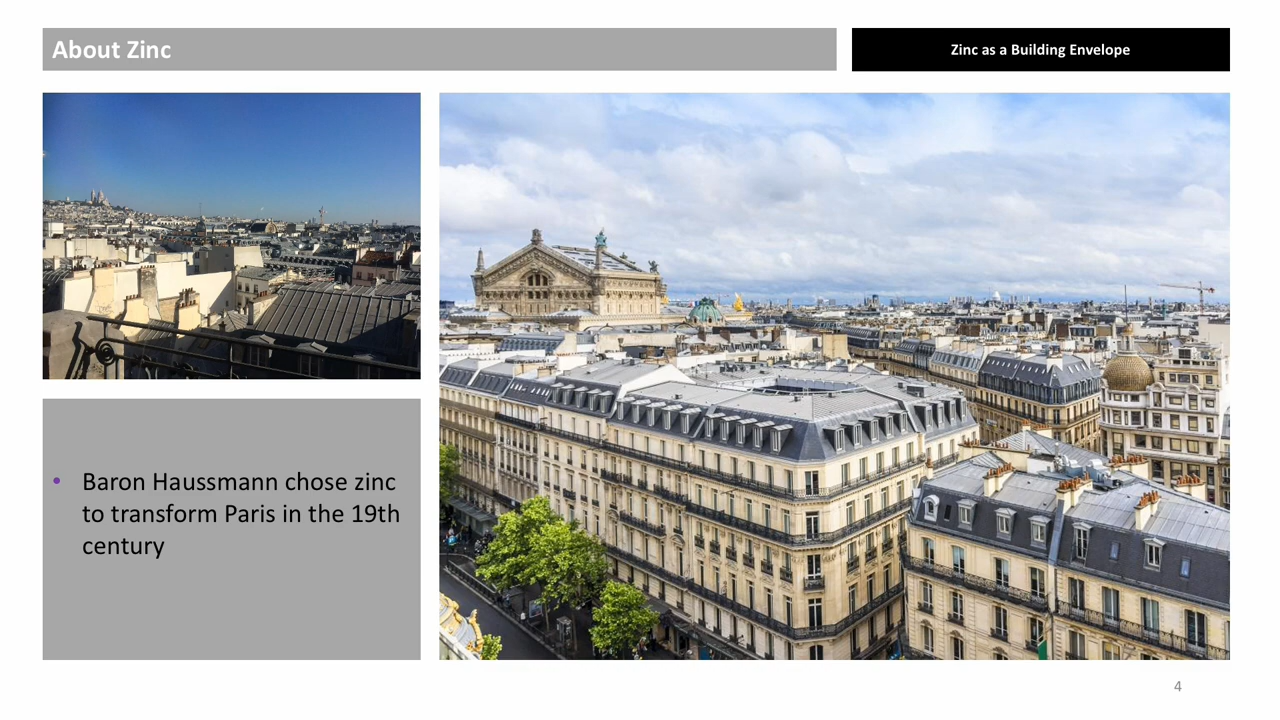 About Zinc
Zinc as a Building Envelope
• Baron Haussmann chose zinc
to transform Paris in the 19th
century
4